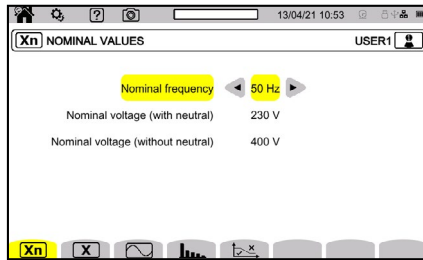 ? 13/04/21 10:53
Xn NOMINAL VALUES USER1
Nominal frequency 50 Hz
Nominal voltage (with neutral) 230 V
Nominal voltage (without neutral) 400 V
Xn X